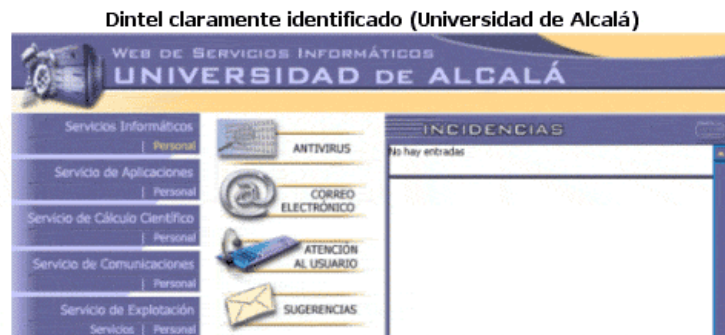 Dintel claramente identificado (Universidad de Alcalá)
WEB DE SERVICIOS INFORMÁTICOS
UNIVERSIDAD DE ALCALÁ
Servicios Informáticos
| Personal
Servicio de Aplicaciones
| Personal
Servicio de Cálculo Científico
| Personal
Servicio de Comunicaciones
| Personal
Servicio de Explotación
Servicios | Personal
ANTIVIRUS
CORREO
ELECTRÓNICO
ATENCIÓN
AL USUARIO
SUGERENCIAS
INCIDENCIAS
No hay entradas